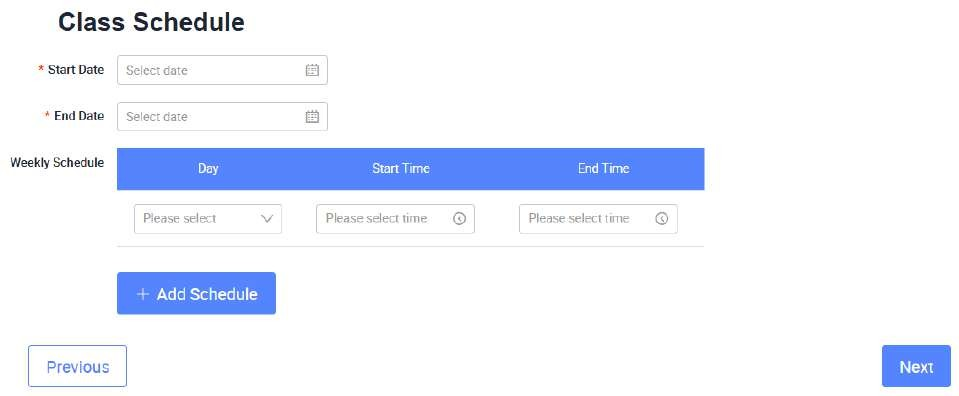 Class Schedule
* Start Date Select date
* End Date Select date
Weekly Schedule Day Start Time End Time
Please select Please select time Please select time
+ Add Schedule
Previous Next